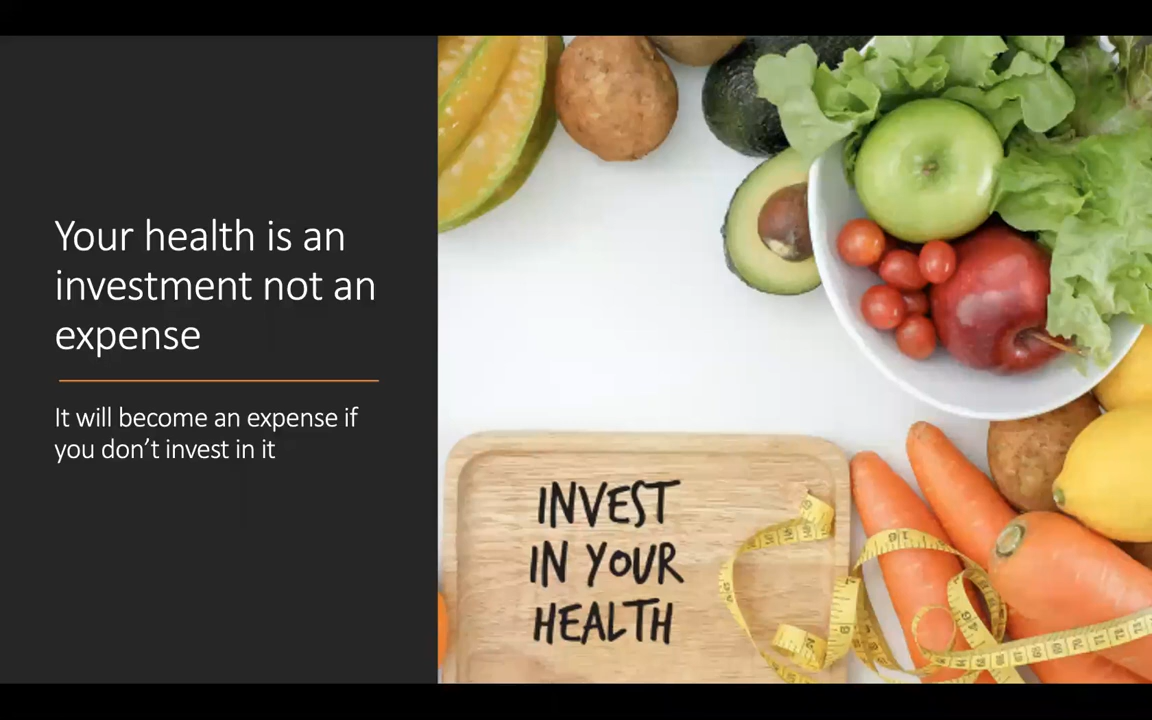 Your health is an
investment not an
expense
It will become an expense if
you don’t invest in it
INVEST
IN YOUR
HEALTH